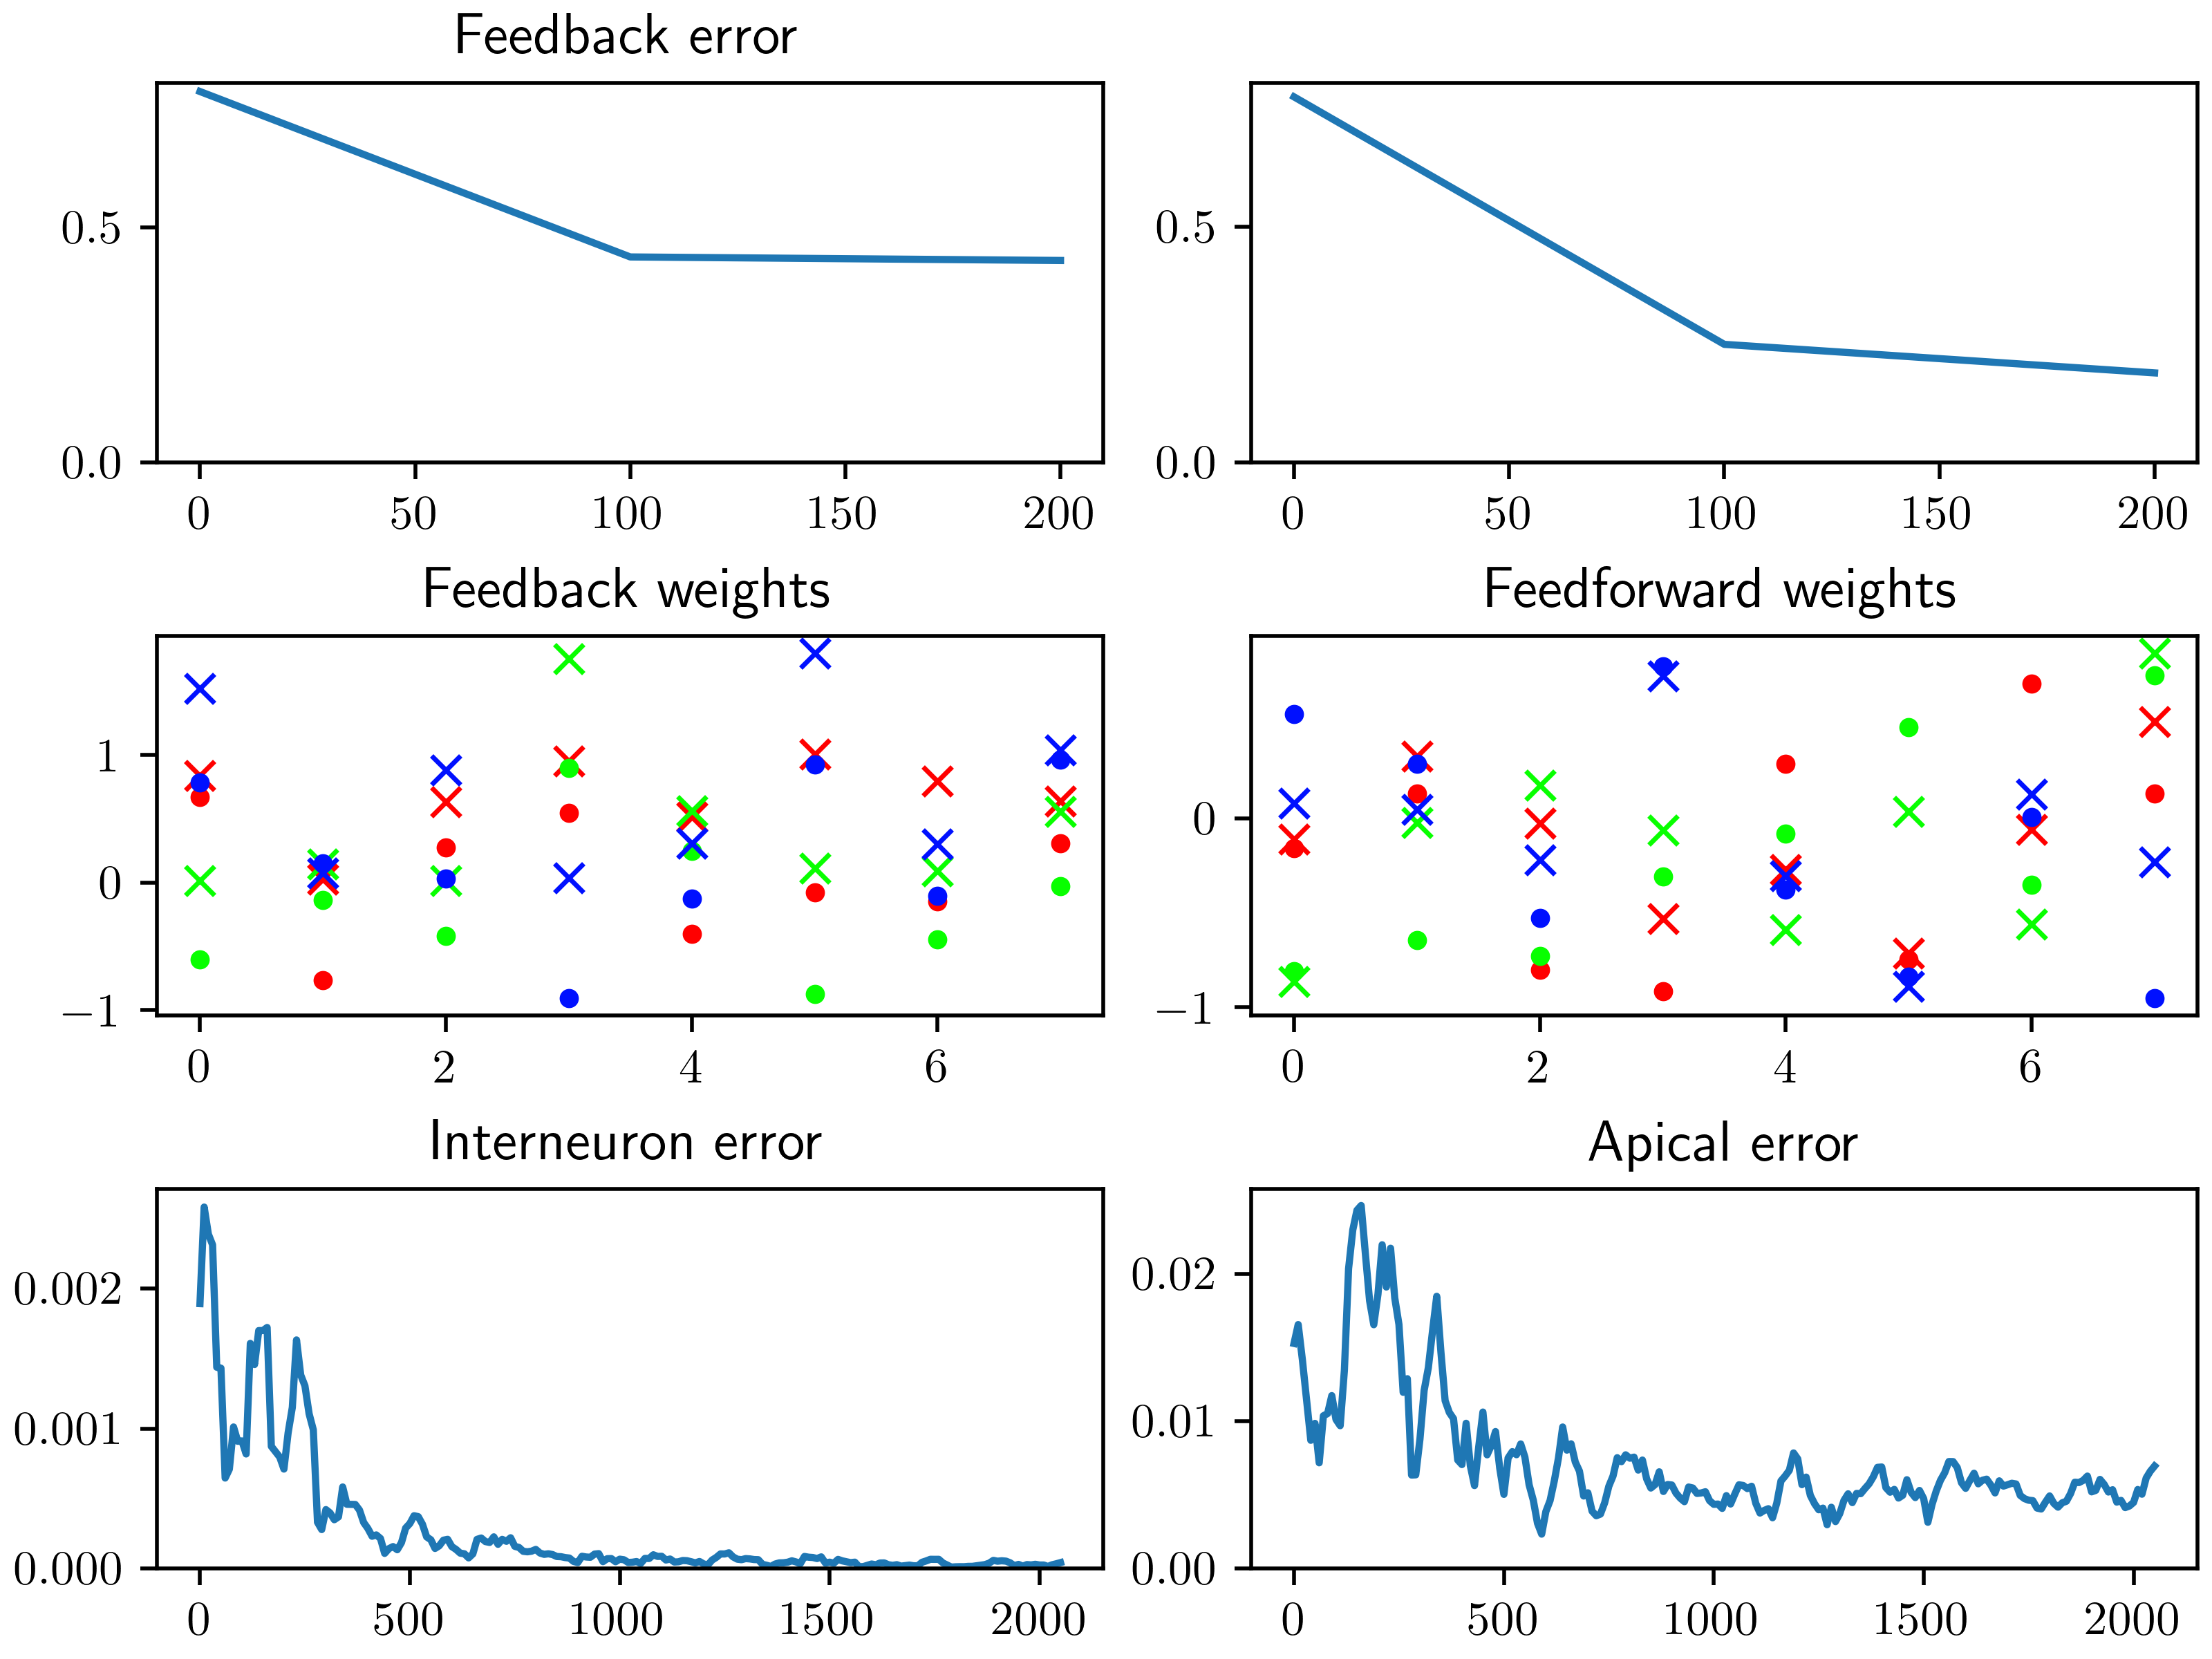 Feedback error
0.5
0.0
0 50 100 150 200
0.5
0.0
0 50 100 150 200
Feedback weights
1
0
−1
0 2 4 6
Feedforward weights
0
−1
0 2 4 6
Interneuron error
0.002
0.001
0.000
0 500 1000 1500 2000
Apical error
0.02
0.01
0.00
0 500 1000 1500 2000